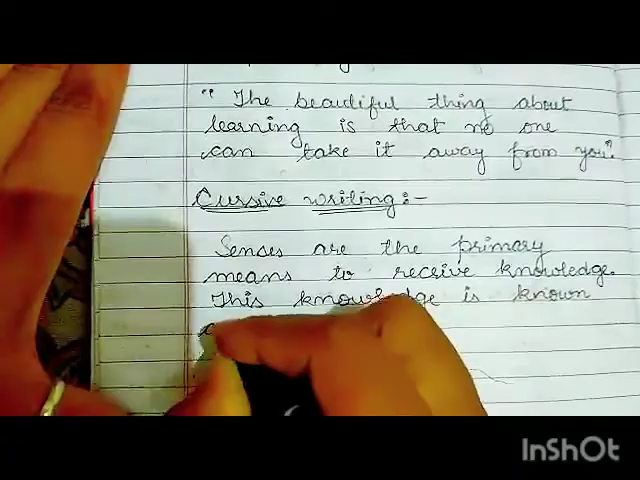 " The beautiful thing about
learning is that no one
can take it away from you".
Cursive writing :-
Senses are the primary
means to receive knowledge.
This knowledge is known
InShOt